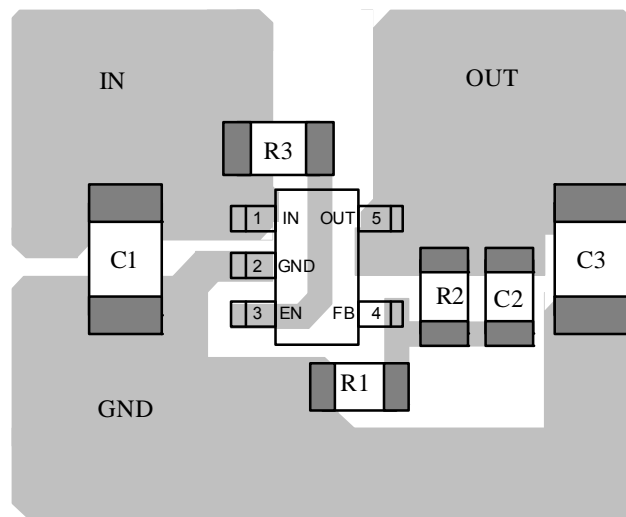 IN
OUT
R3
1 IN OUT 5
C1
2 GND
C3
R2
C2
3 EN FB 4
R1
GND